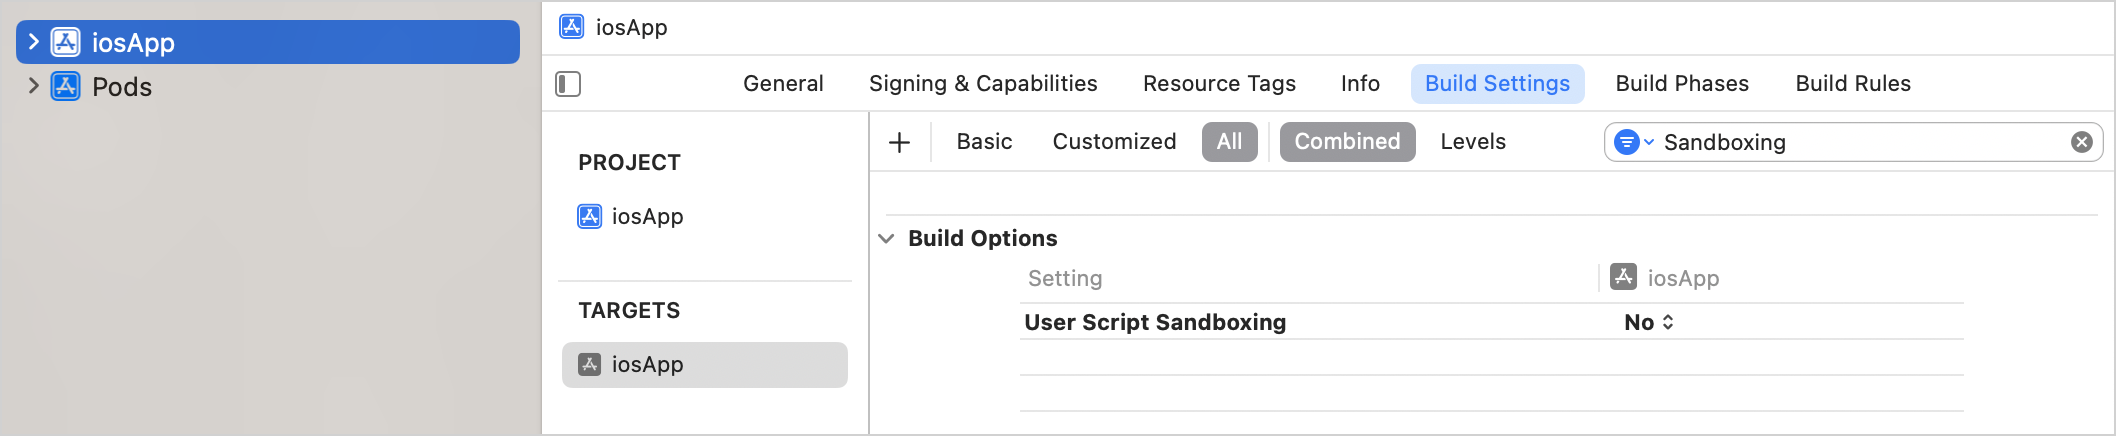 iosApp
Pods
iosApp
General Signing & Capabilities Resource Tags Info Build Settings Build Phases Build Rules
PROJECT
iosApp
TARGETS
iosApp
Basic Customized All Combined Levels Sandboxing
Build Options
Setting iosApp
User Script Sandboxing No